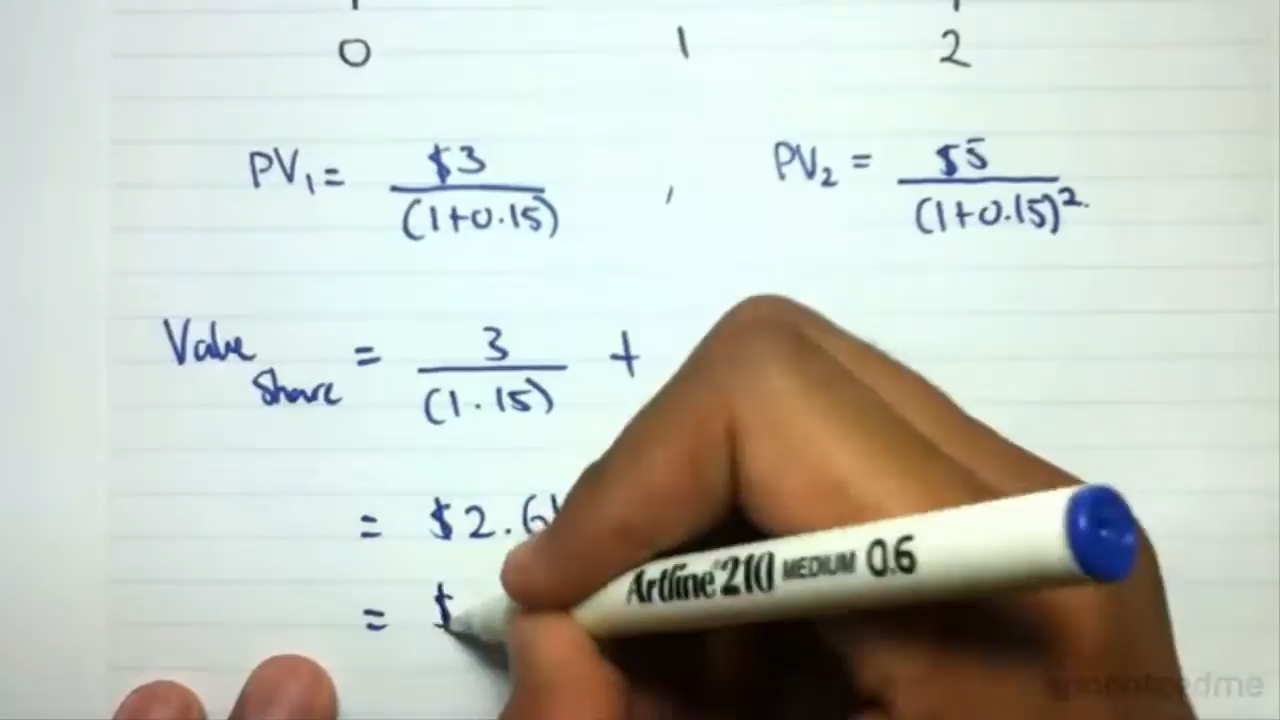 0 1 2
PV₁ = $3 / (1+0.15) , PV₂ = $5 / (1+0.15)²
Value Share = 3 / (1.15) +
= $2.6
= $
Artline 210 MEDIUM 0.6